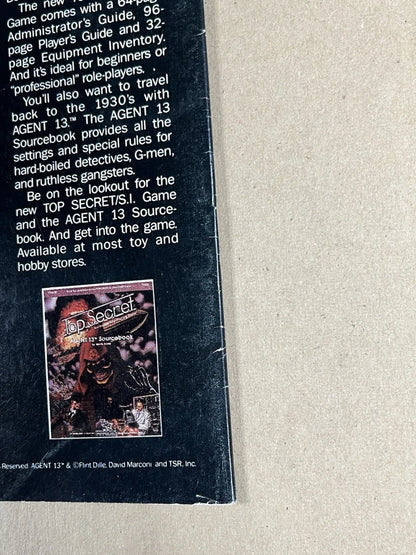 The new
Game comes with a 64-page
Administrator's Guide, 96-
page Player's Guide and 32-
page Equipment Inventory.
And it's ideal for beginners or
"professional" role-players.
You'll also want to travel
back to the 1930's with
AGENT 13.™ The AGENT 13
Sourcebook provides all the
settings and special rules for
hard-boiled detectives, G-men,
and ruthless gangsters.
Be on the lookout for the
new TOP SECRET/S.I. Game
and the AGENT 13 Source-
book. And get into the game.
Available at most toy and
hobby stores.
Top Secret
AGENT 13™ Sourcebook
Reserved AGENT 13™ & ©Flint Dille, David Marconi and TSR, Inc.